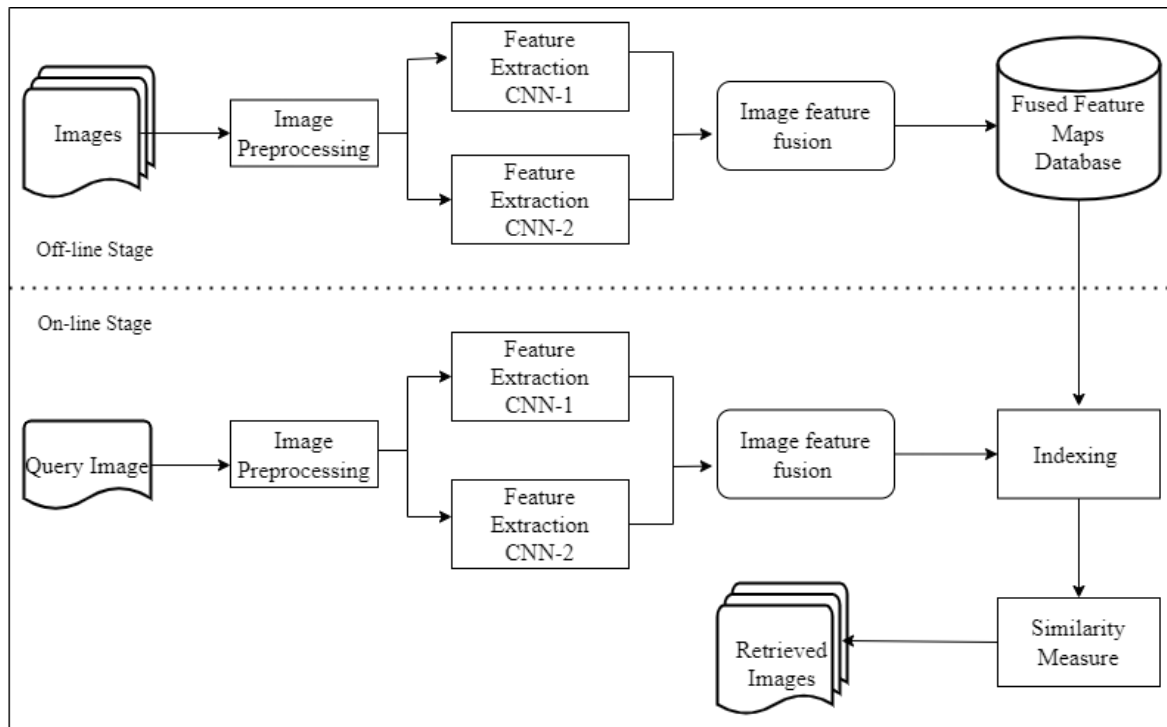 Feature
Extraction
CNN-1
Images
Image
Preprocessing
Image feature
fusion
Fused Feature
Maps
Database
Feature
Extraction
CNN-2
Off-line Stage
On-line Stage
Feature
Extraction
CNN-1
Query Image
Image
Preprocessing
Image feature
fusion
Indexing
Feature
Extraction
CNN-2
Similarity
Measure
Retrieved
Images